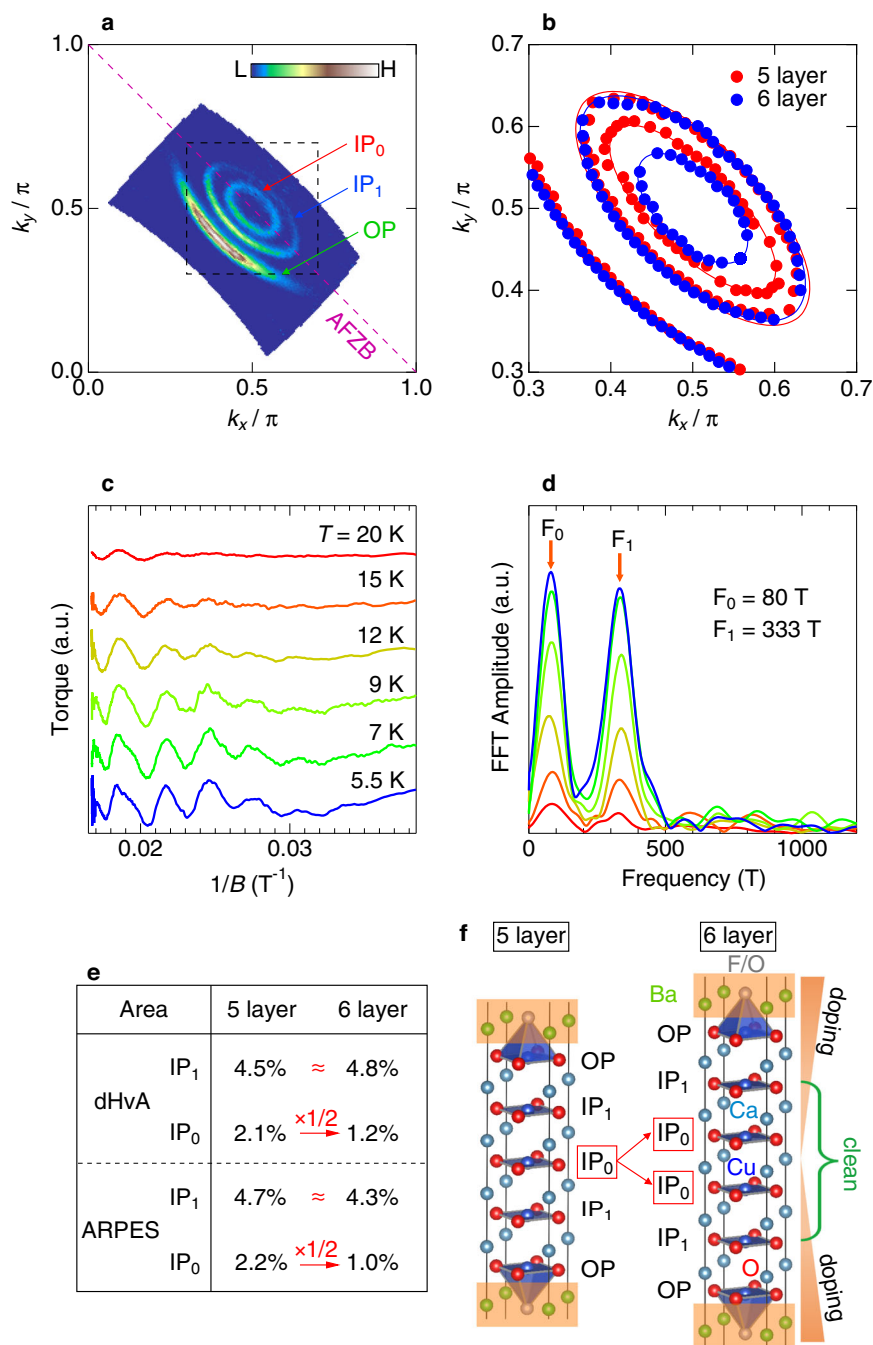 a
1.0
0.5
0.0
0.0
0.5
1.0
ky / π
kx / π
L
H
IP0
IP1
OP
AFZB
b
0.7
0.6
0.5
0.4
0.3
0.3
0.4
0.5
0.6
0.7
ky / π
kx / π
5 layer
6 layer
c
Torque (a.u.)
T = 20 K
15 K
12 K
9 K
7 K
5.5 K
0.02
0.03
1/B (T-1)
d
FFT Amplitude (a.u.)
F0
F1
F0 = 80 T
F1 = 333 T
0
500
1000
Frequency (T)
e
Area
5 layer
6 layer
dHvA
IP1
4.5% ≈ 4.8%
×1/2
IP0
2.1% → 1.2%
ARPES
IP1
4.7% ≈ 4.3%
×1/2
IP0
2.2% → 1.0%
f
5 layer
6 layer
F/O
Ba
OP
IP1
IP0
IP1
OP
OP
IP1
Ca
IP0
Cu
IP0
IP1
O
OP
doping
clean
doping